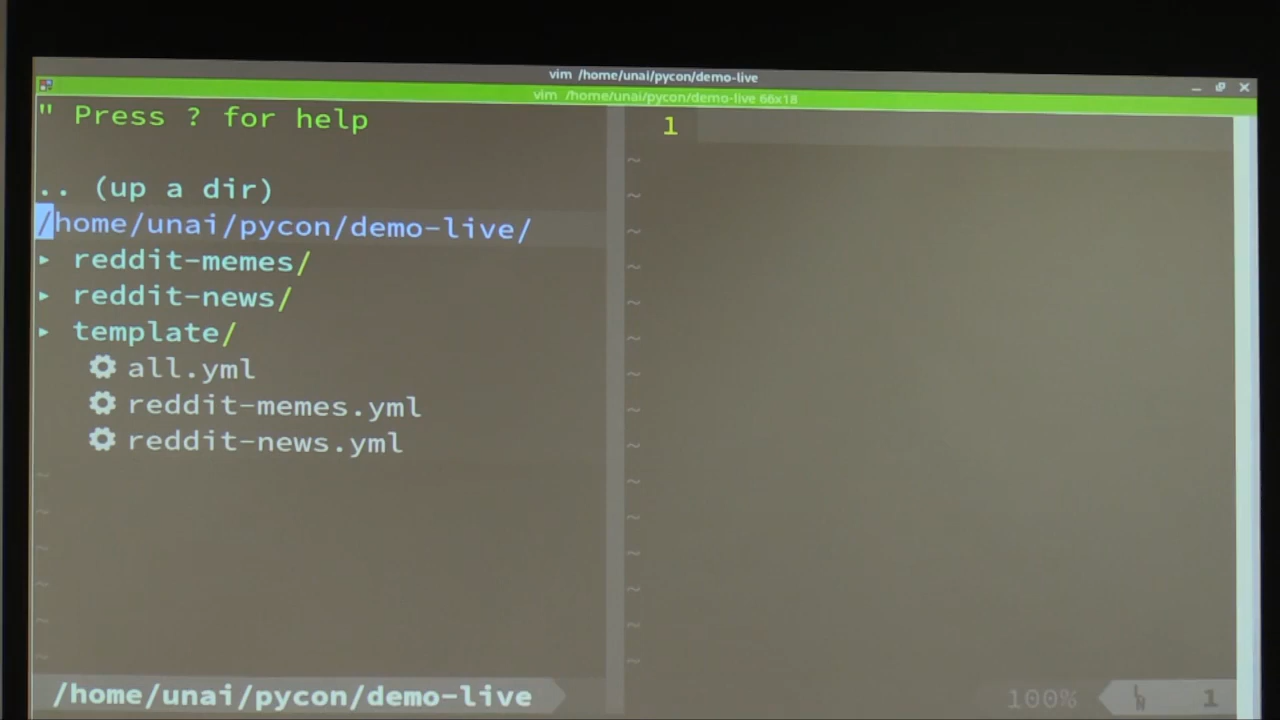 vim /home/unai/pycon/demo-live
vim /home/unai/pycon/demo-live 66x18
" Press ? for help
.. (up a dir)
/home/unai/pycon/demo-live/
▸ reddit-memes/
▸ reddit-news/
▸ template/
all.yml
reddit-memes.yml
reddit-news.yml
/home/unai/pycon/demo-live
1
100% LN 1